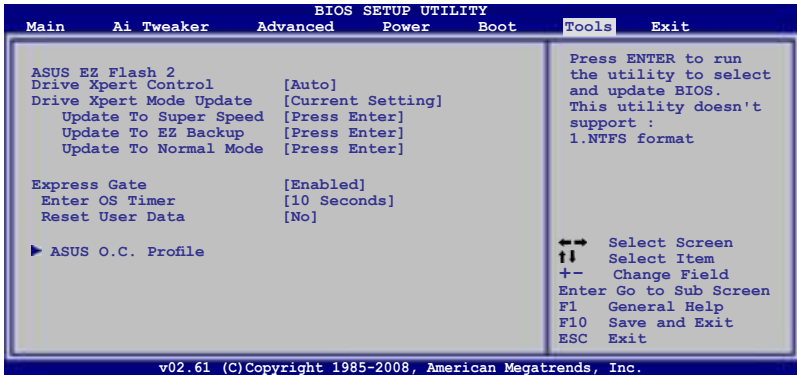 BIOS SETUP UTILITY
Main Ai Tweaker Advanced Power Boot Tools Exit
ASUS EZ Flash 2
Drive Xpert Control [Auto]
Drive Xpert Mode Update [Current Setting]
Update To Super Speed [Press Enter]
Update To EZ Backup [Press Enter]
Update To Normal Mode [Press Enter]
Express Gate [Enabled]
Enter OS Timer [10 Seconds]
Reset User Data [No]
ASUS O.C. Profile
Press ENTER to run
the utility to select
and update BIOS.
This utility doesn't
support :
1.NTFS format
←→ Select Screen
↑↓ Select Item
+- Change Field
Enter Go to Sub Screen
F1 General Help
F10 Save and Exit
ESC Exit
v02.61 (C)Copyright 1985-2008, American Megatrends, Inc.